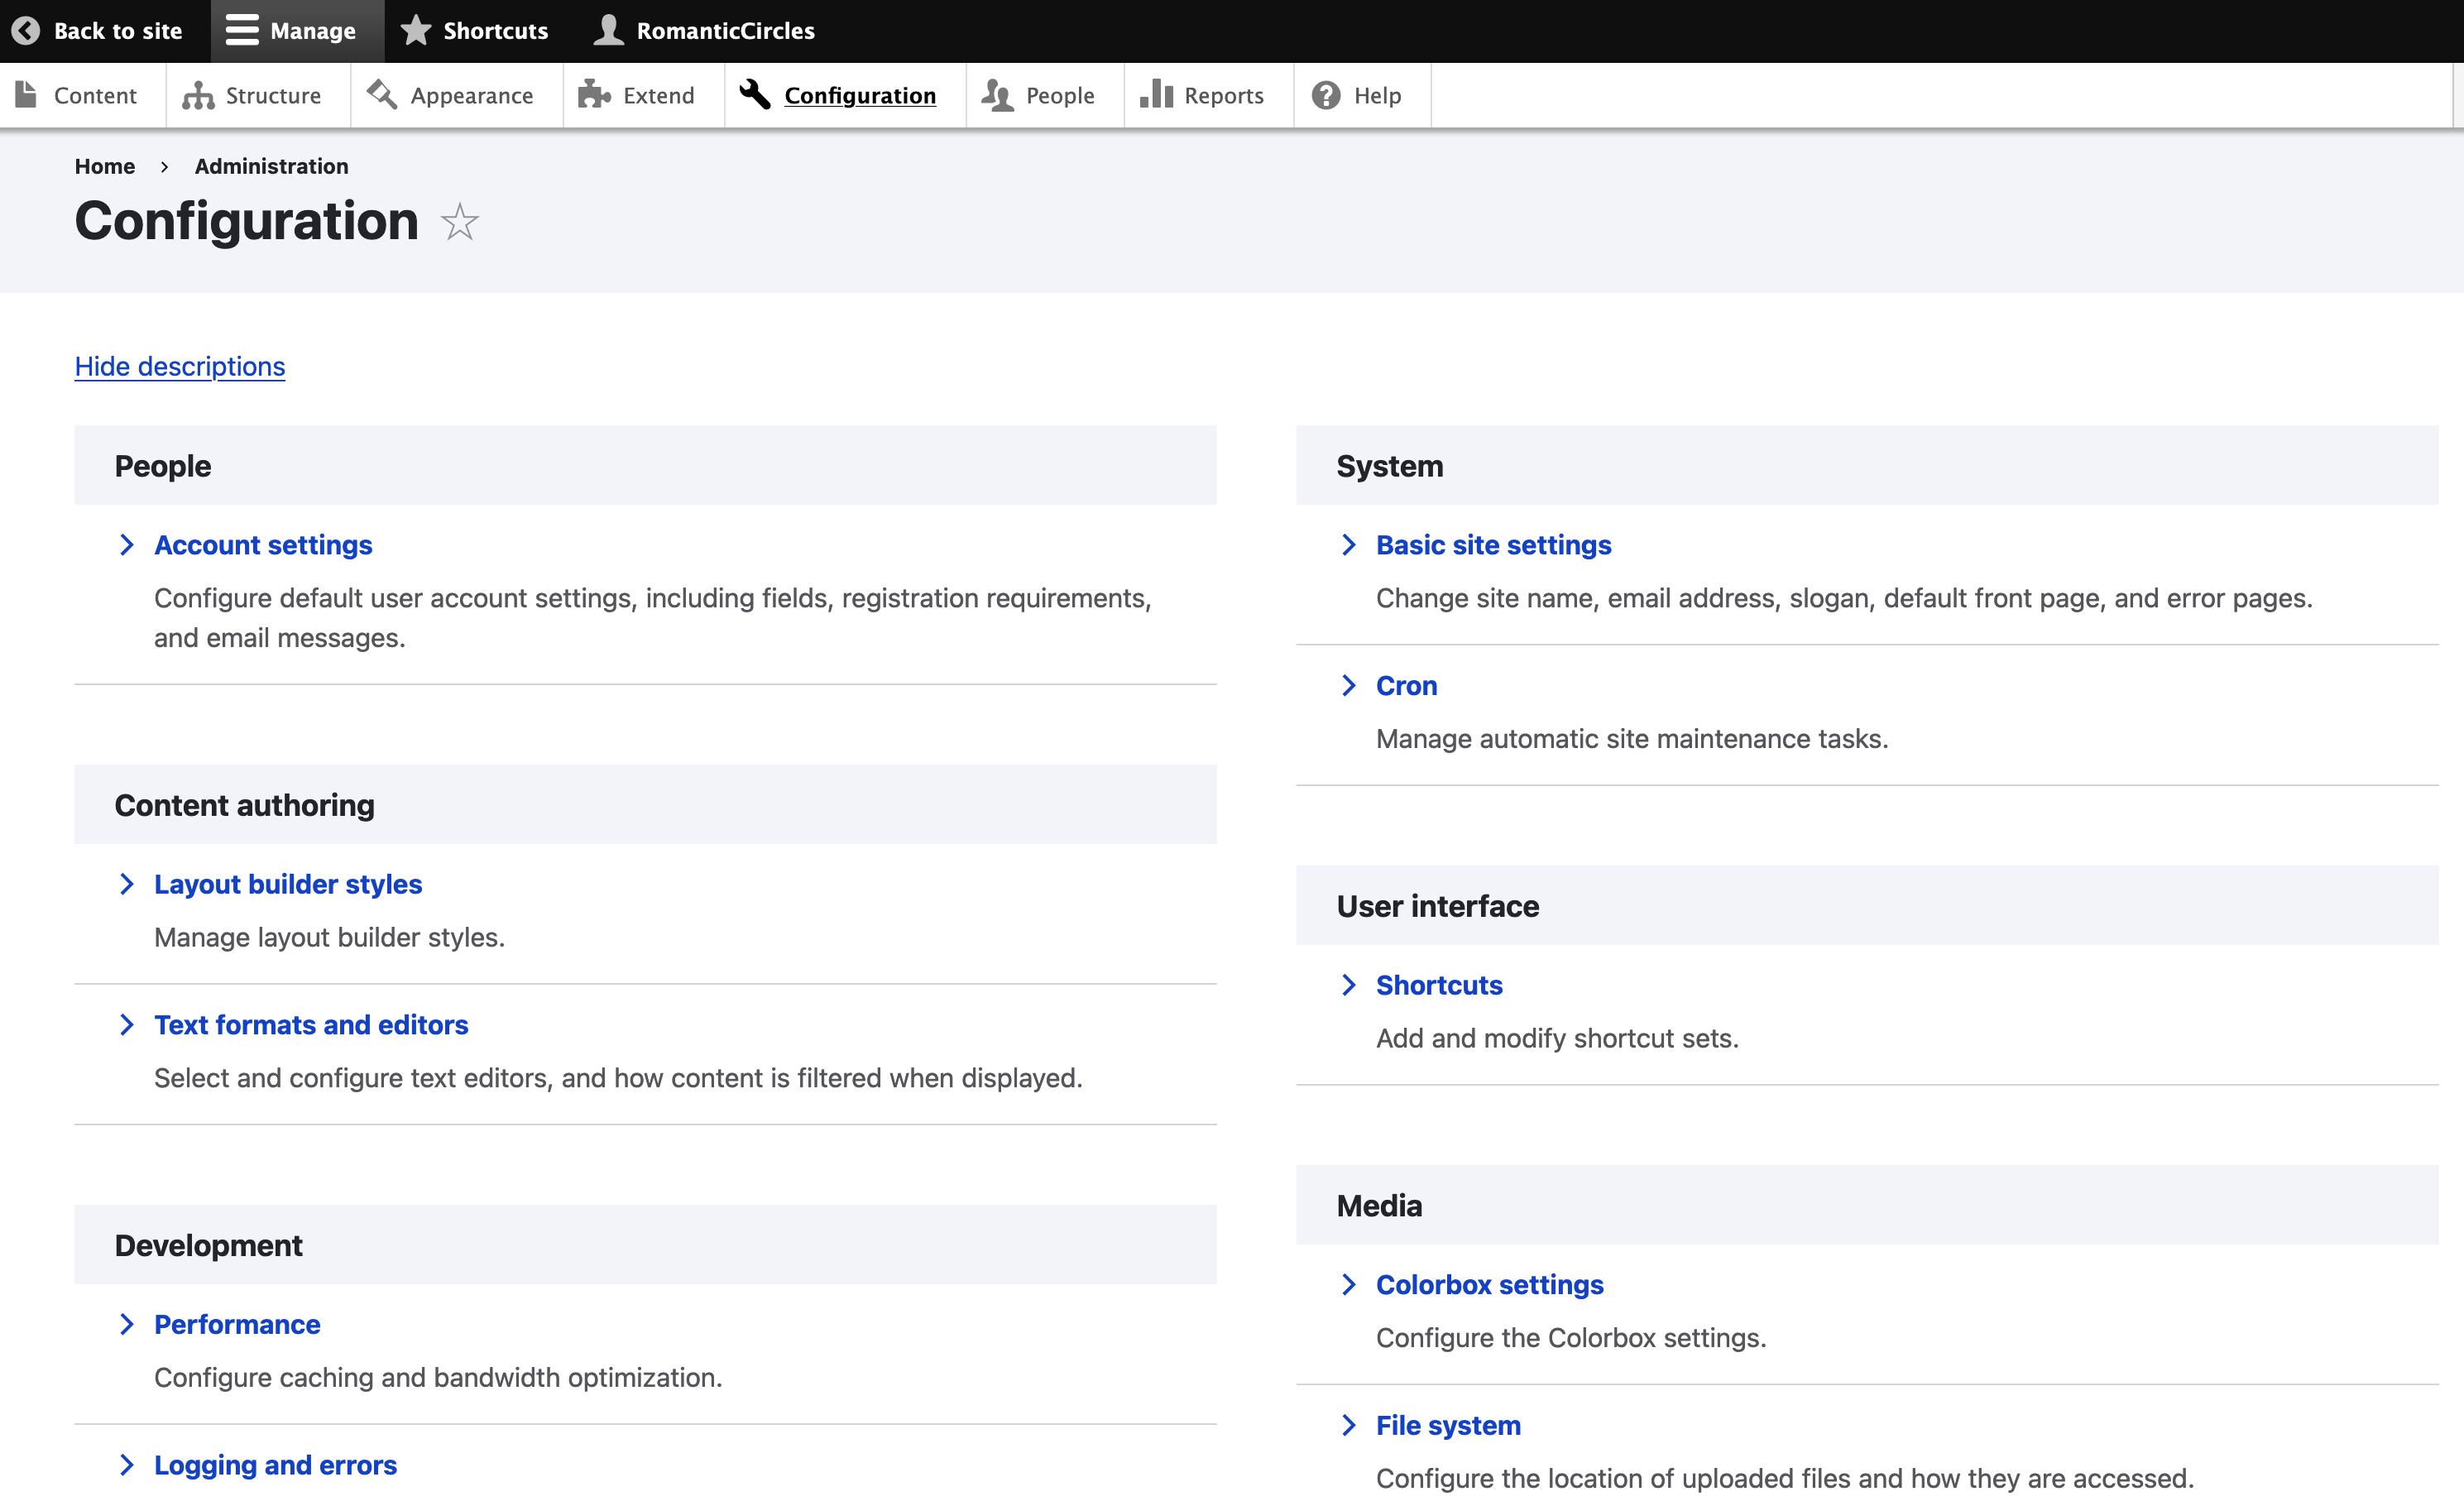 Back to site
Manage
Shortcuts
RomanticCircles
Content
Structure
Appearance
Extend
Configuration
People
Reports
Help
Home
Administration
Configuration
Hide descriptions
People
Account settings
Configure default user account settings, including fields, registration requirements,
and email messages.
Content authoring
Layout builder styles
Manage layout builder styles.
Text formats and editors
Select and configure text editors, and how content is filtered when displayed.
Development
Performance
Configure caching and bandwidth optimization.
Logging and errors
System
Basic site settings
Change site name, email address, slogan, default front page, and error pages.
Cron
Manage automatic site maintenance tasks.
User interface
Shortcuts
Add and modify shortcut sets.
Media
Colorbox settings
Configure the Colorbox settings.
File system
Configure the location of uploaded files and how they are accessed.